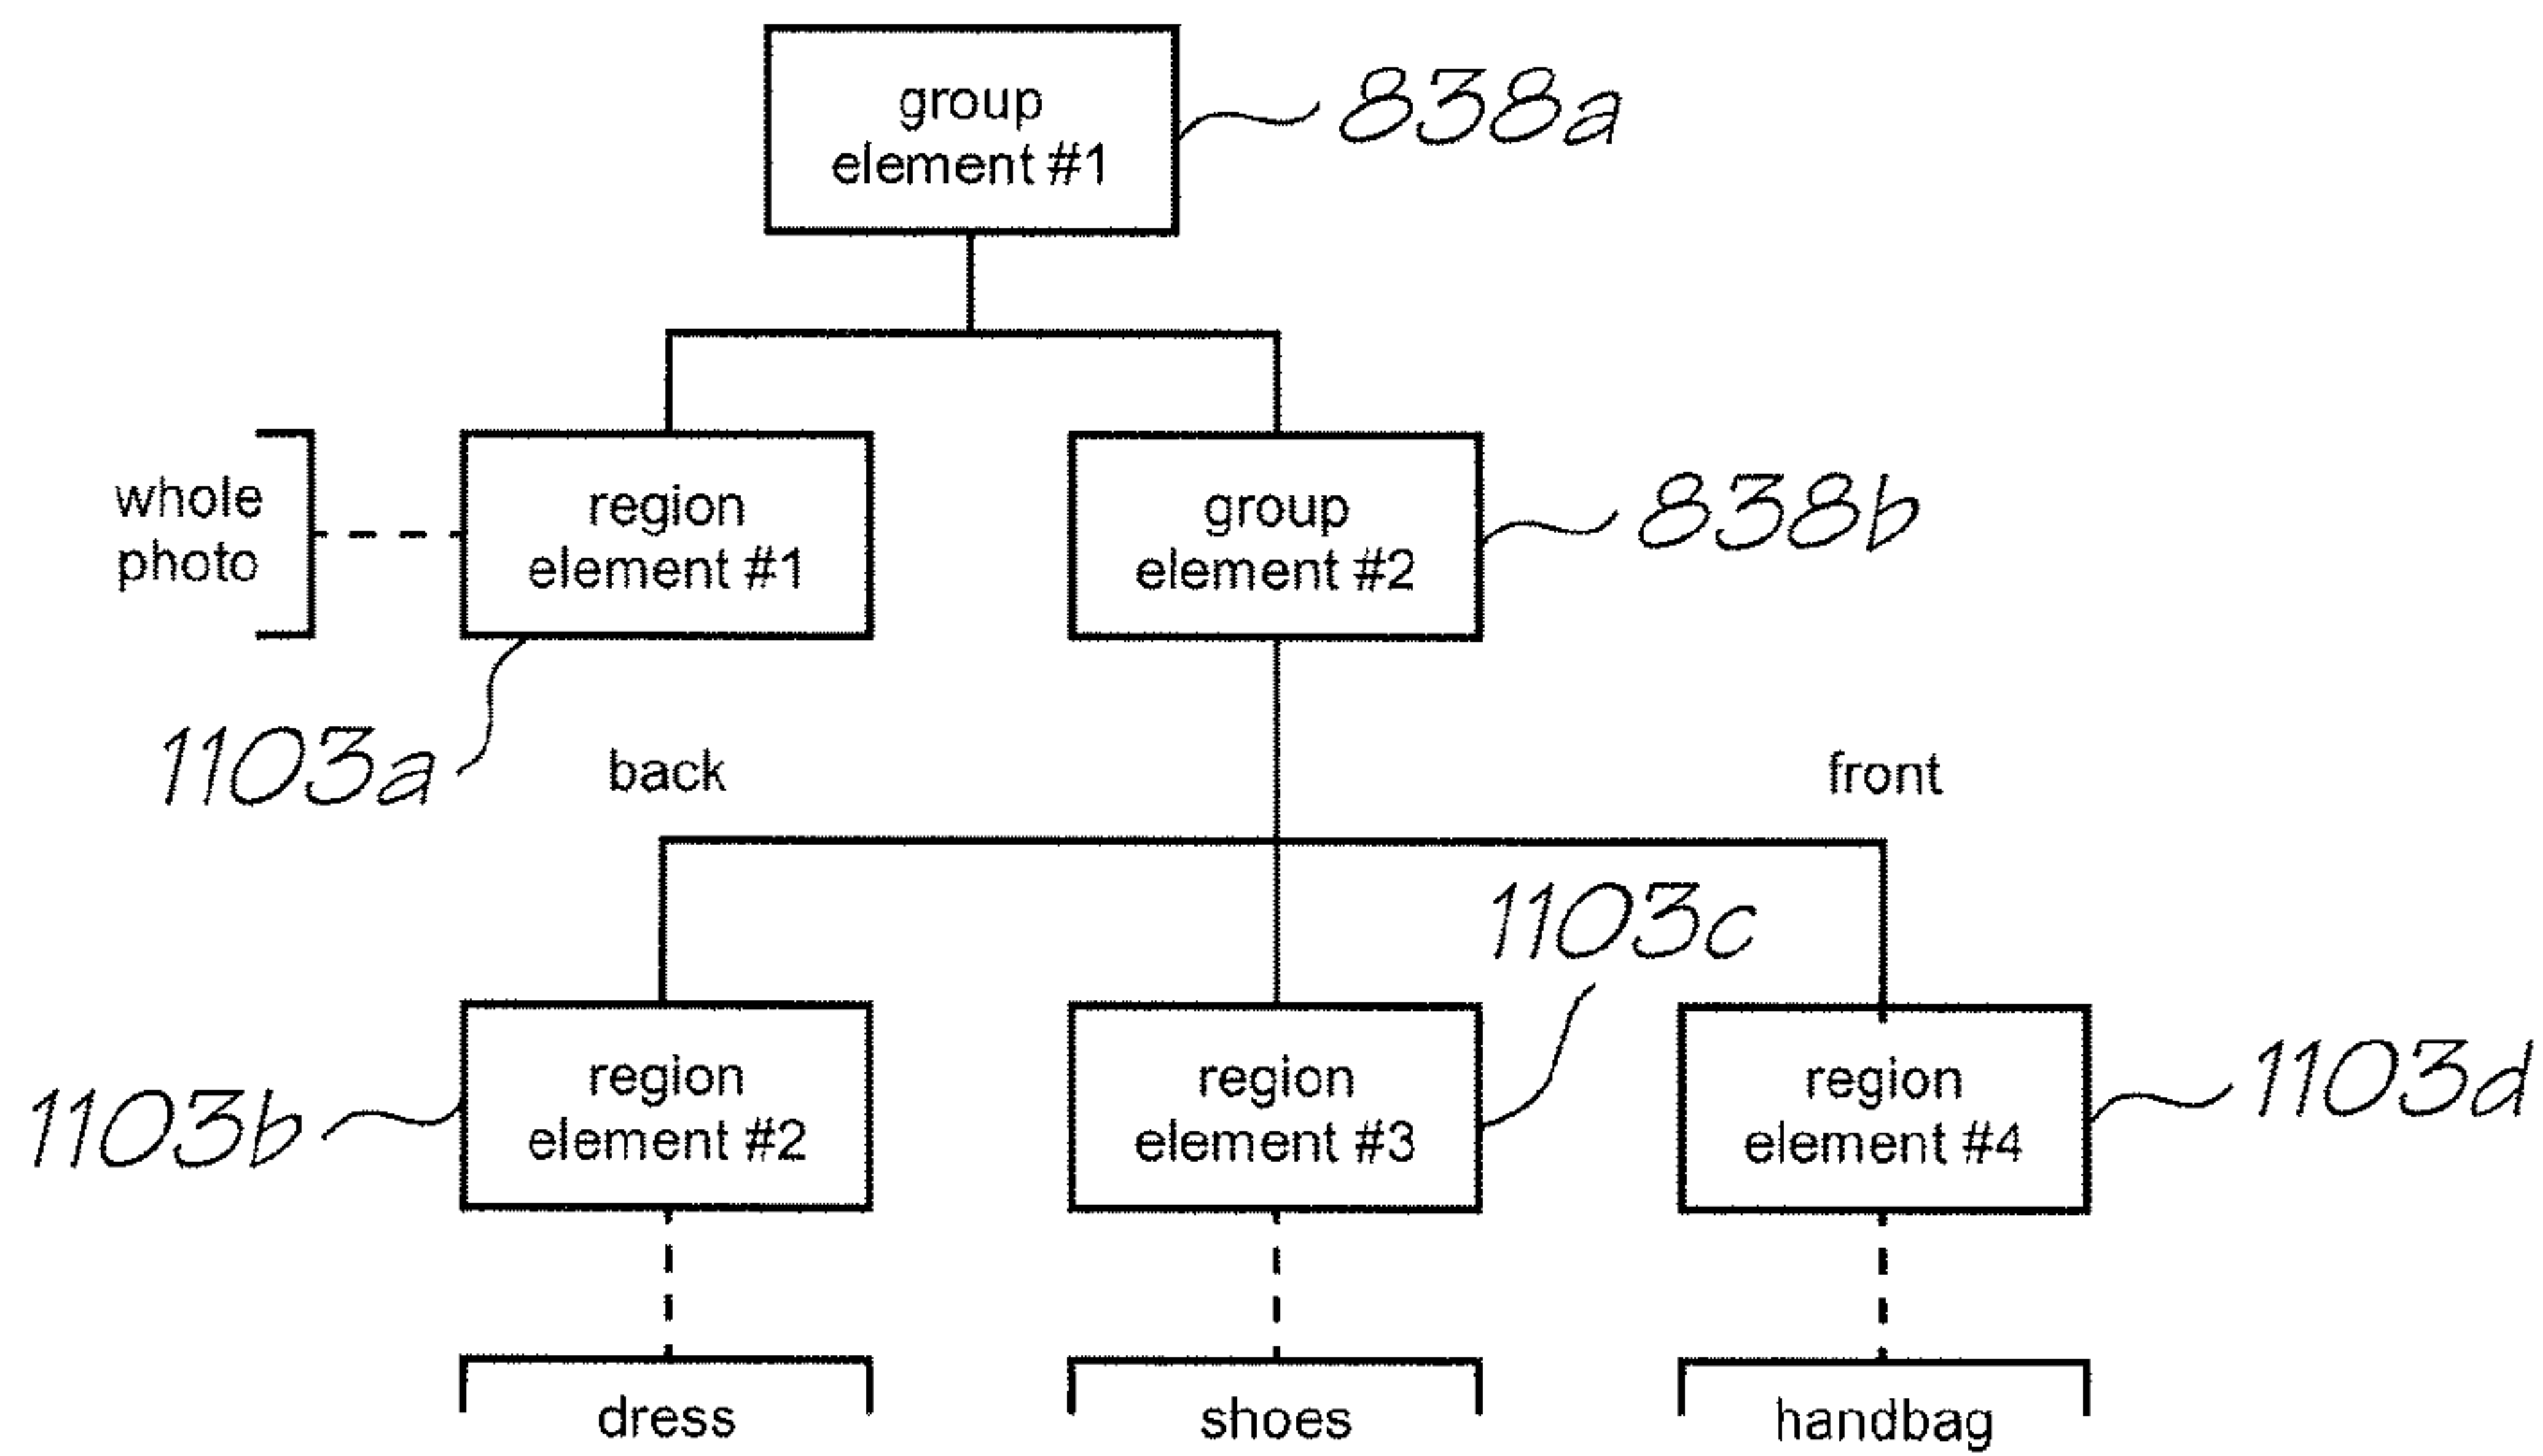 group
element #1
838a
whole
photo
region
element #1
group
element #2
838b
1103a
back
front
1103c
1103b
region
element #2
region
element #3
region
element #4
1103d
dress
shoes
handbag